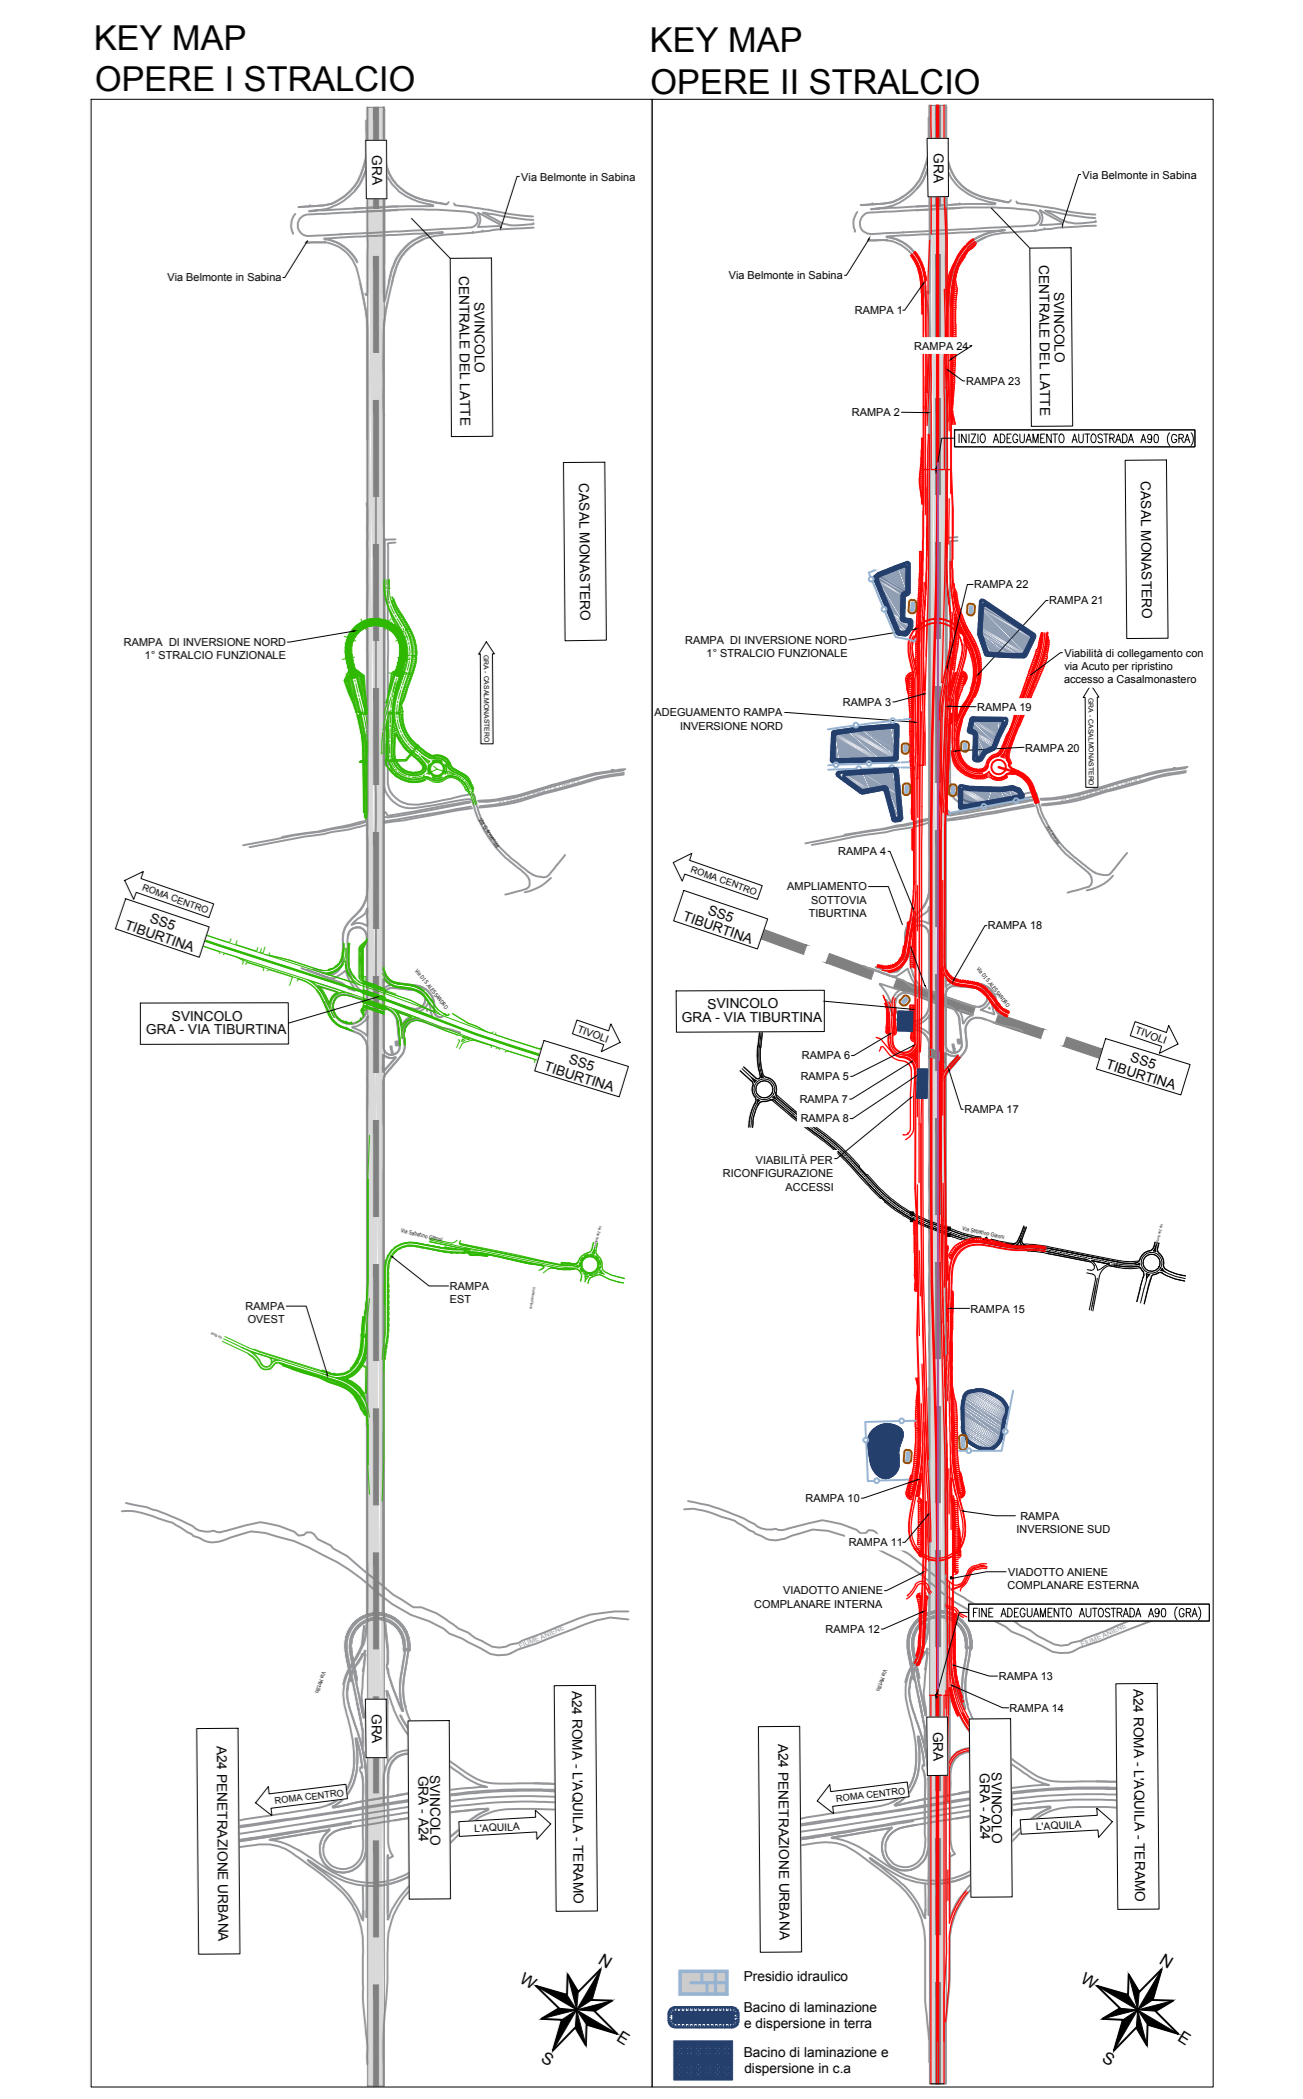 KEY MAP
OPERE I STRALCIO
GRA
Via Belmonte in Sabina
Via Belmonte in Sabina
SVINCOLO
CENTRALE DEL LATTE
CASAL MONASTERO
RAMPA DI INVERSIONE NORD
1° STRALCIO FUNZIONALE
GRA - CASALMONASTERO
ROMA CENTRO
SS5
TIBURTINA
SVINCOLO
GRA - VIA TIBURTINA
TIVOLI
SS5
TIBURTINA
RAMPA
EST
RAMPA
OVEST
FIUME ANIENE
GRA
A24 ROMA - L'AQUILA - TERAMO
SVINCOLO
GRA - A24
A24 PENETRAZIONE URBANA
ROMA CENTRO
L'AQUILA
N
W
E
S
KEY MAP
OPERE II STRALCIO
GRA
Via Belmonte in Sabina
Via Belmonte in Sabina
RAMPA 1
SVINCOLO
CENTRALE DEL LATTE
RAMPA 24
RAMPA 23
RAMPA 2
INIZIO ADEGUAMENTO AUTOSTRADA A90 (GRA)
CASAL MONASTERO
RAMPA 22
RAMPA 21
RAMPA DI INVERSIONE NORD
1° STRALCIO FUNZIONALE
Viabilità di collegamento con
via Acuto per ripristino
accesso a Casalmonastero
RAMPA 3
RAMPA 19
ADEGUAMENTO RAMPA
INVERSIONE NORD
GRA - CASALMONASTERO
RAMPA 20
RAMPA 4
ROMA CENTRO
AMPLIAMENTO
SOTTOVIA
TIBURTINA
SS5
TIBURTINA
RAMPA 18
SVINCOLO
GRA - VIA TIBURTINA
TIVOLI
SS5
TIBURTINA
RAMPA 6
RAMPA 5
RAMPA 7
RAMPA 8
RAMPA 17
VIABILITÀ PER
RICONFIGURAZIONE
ACCESSI
RAMPA 15
RAMPA 10
RAMPA
INVERSIONE SUD
RAMPA 11
VIADOTTO ANIENE
COMPLANARE ESTERNA
VIADOTTO ANIENE
COMPLANARE INTERNA
FINE ADEGUAMENTO AUTOSTRADA A90 (GRA)
RAMPA 12
RAMPA 13
RAMPA 14
GRA
A24 ROMA - L'AQUILA - TERAMO
SVINCOLO
GRA - A24
A24 PENETRAZIONE URBANA
ROMA CENTRO
L'AQUILA
Presidio idraulico
Bacino di laminazione
e dispersione in terra
Bacino di laminazione e
dispersione in c.a
N
W
E
S